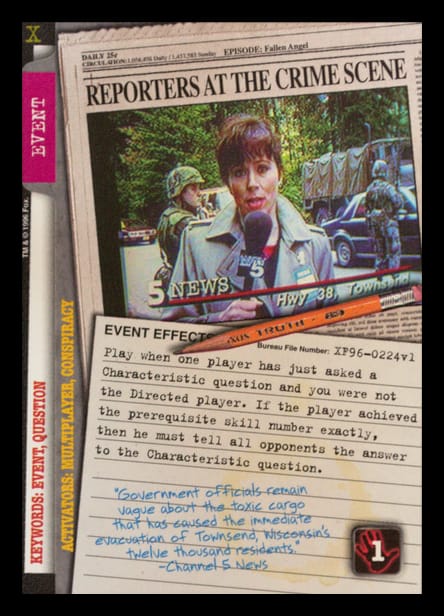 X
EVENT
TM & © 1996 Fox.
KEYWORDS: EVENT, QUESTION
ACTIVATORS: MULTIPLAYER, CONSPIRACY
DAILY 25¢
EPISODE: Fallen Angel
REPORTERS AT THE CRIME SCENE
5
5 NEWS
Hwy 38, Townsend
TRUTH
EVENT EFFECTS
Bureau File Number: XF96-0224v1
Play when one player has just asked a
Characteristic question and you were not
the Directed player. If the player achieved
the prerequisite skill number exactly,
then he must tell all opponents the answer
to the Characteristic question.
"Government officials remain
vague about the toxic cargo
that has caused the immediate
evacuation of Townsend, Wisconsin's
twelve thousand residents."
-Channel 5 News
1